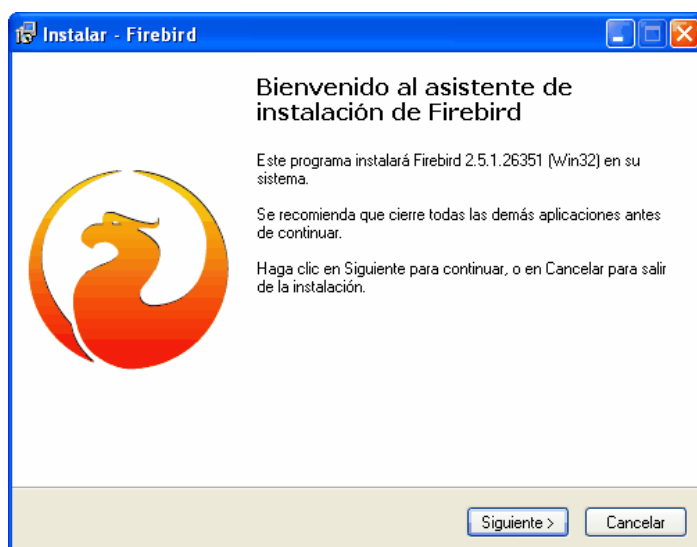 Instalar - Firebird
Bienvenido al asistente de
instalación de Firebird
Este programa instalará Firebird 2.5.1.26351 (Win32) en su
sistema.
Se recomienda que cierre todas las demás aplicaciones antes
de continuar.
Haga clic en Siguiente para continuar, o en Cancelar para salir
de la instalación.
Siguiente >
Cancelar